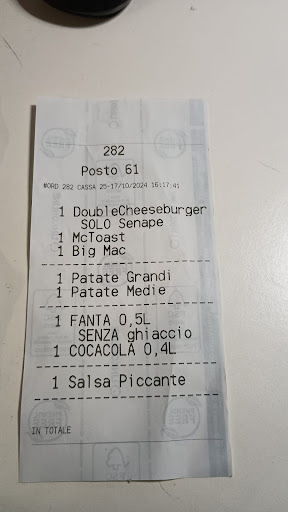 282
Posto 61
WORD 282 CASSA 25-17/10/2024 16:17:41
1 DoubleCheeseburger
SOLO Senape
1 McToast
1 Big Mac
1 Patate Grandi
1 Patate Medie
1 FANTA 0,5L
SENZA ghiaccio
1 COCACOLA 0,4L
1 Salsa Piccante
IN TOTALE